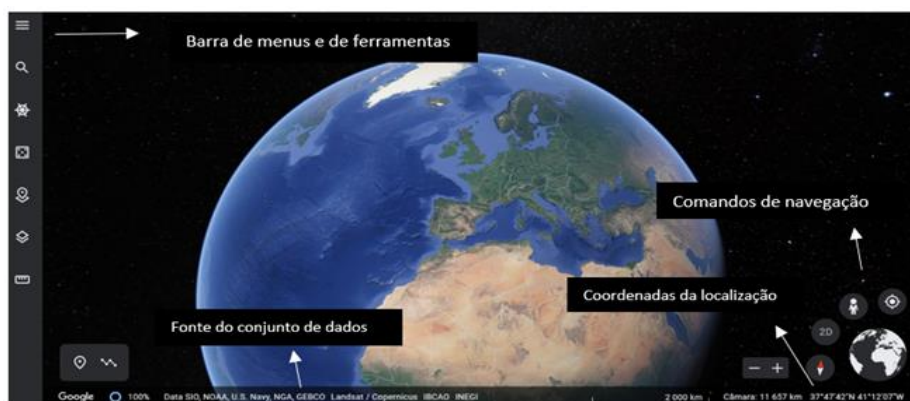 Barra de menus e de ferramentas
Comandos de navegação
Coordenadas da localização
Fonte do conjunto de dados
2D
Google 100% Data SIO, NOAA, U.S. Navy, NGA, GEBCO Landsat / Copernicus IBCAO INEGI 2 000 km Câmara: 11 657 km 37°47'42"N 41°12'07"W